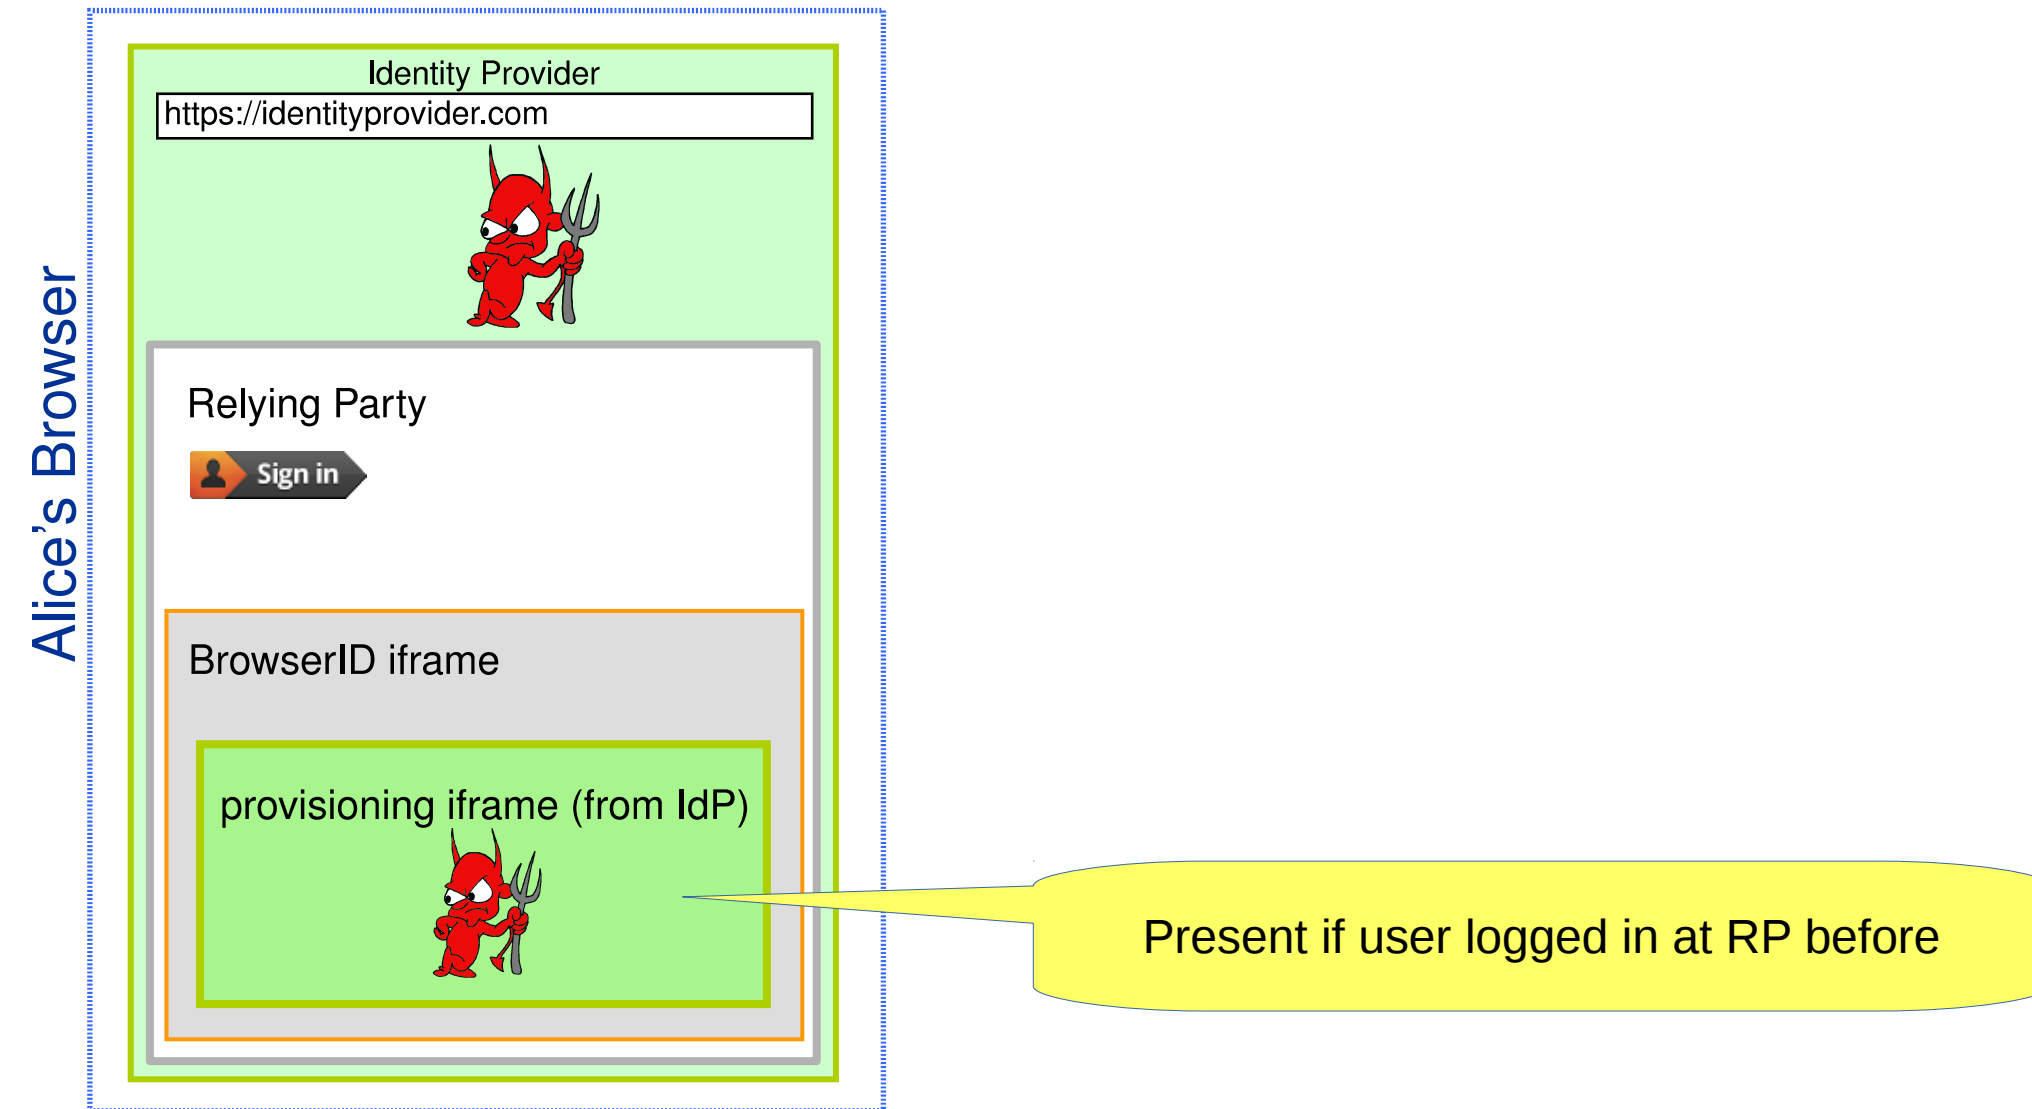 Alice's Browser
Identity Provider
https://identityprovider.com
Relying Party
Sign in
BrowserID iframe
provisioning iframe (from IdP)
Present if user logged in at RP before